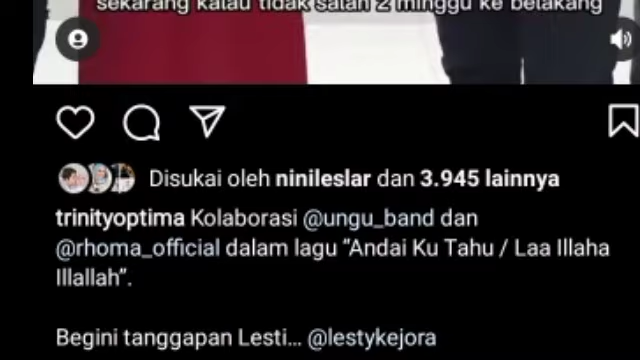 sekarang kalau tidak salah 2 minggu ke belakang
Disukai oleh ninileslar dan 3.945 lainnya
trinityoptima Kolaborasi @ungu_band dan
@rhoma_official dalam lagu "Andai Ku Tahu / Laa Illaha
Illallah".
Begini tanggapan Lesti... @lestykejora